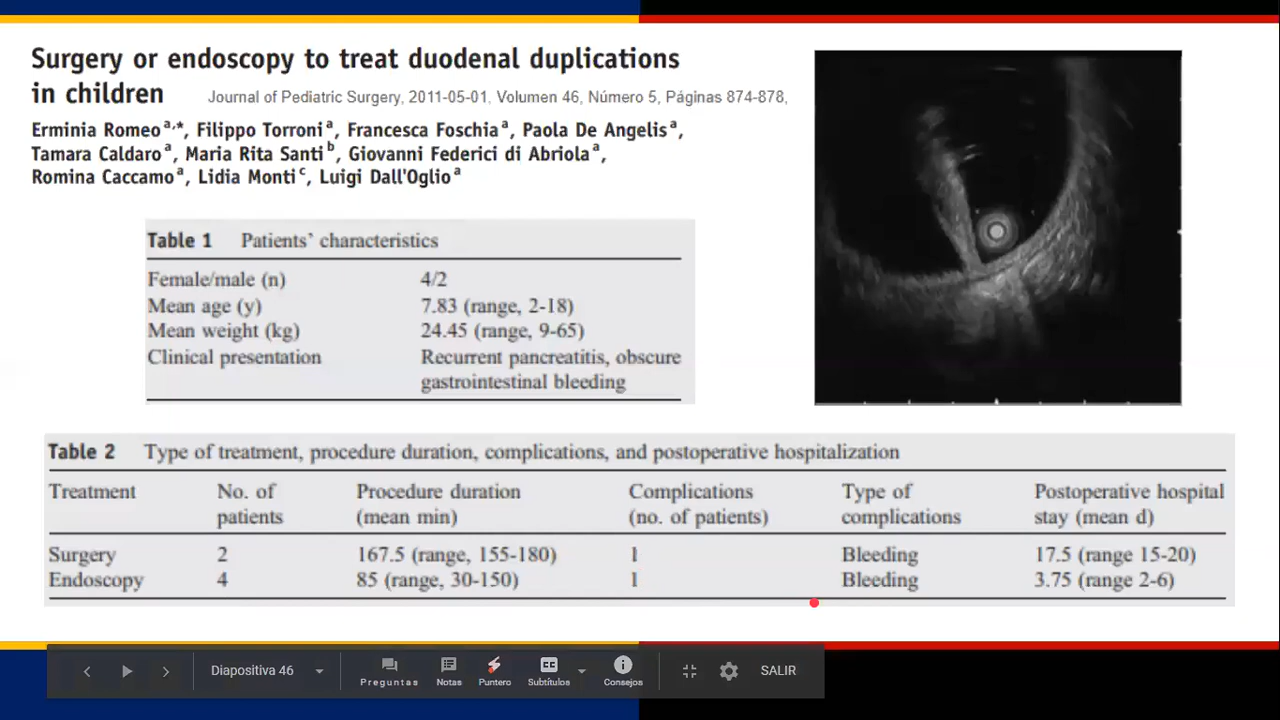 Surgery or endoscopy to treat duodenal duplications
in children Journal of Pediatric Surgery, 2011-05-01, Volumen 46, Número 5, Páginas 874-878,
Erminia Romeo a,*, Filippo Torroni a, Francesca Foschia a, Paola De Angelis a,
Tamara Caldaro a, Maria Rita Santi b, Giovanni Federici di Abriola a,
Romina Caccamo a, Lidia Monti c, Luigi Dall'Oglio a
Table 1 Patients' characteristics
Female/male (n) 4/2
Mean age (y) 7.83 (range, 2-18)
Mean weight (kg) 24.45 (range, 9-65)
Clinical presentation Recurrent pancreatitis, obscure
gastrointestinal bleeding
Table 2 Type of treatment, procedure duration, complications, and postoperative hospitalization
Treatment No. of Procedure duration Complications Type of Postoperative hospital
patients (mean min) (no. of patients) complications stay (mean d)
Surgery 2 167.5 (range, 155-180) 1 Bleeding 17.5 (range 15-20)
Endoscopy 4 85 (range, 30-150) 1 Bleeding 3.75 (range 2-6)
Diapositiva 46 Preguntas Notas Puntero CC Subtítulos Consejos SALIR